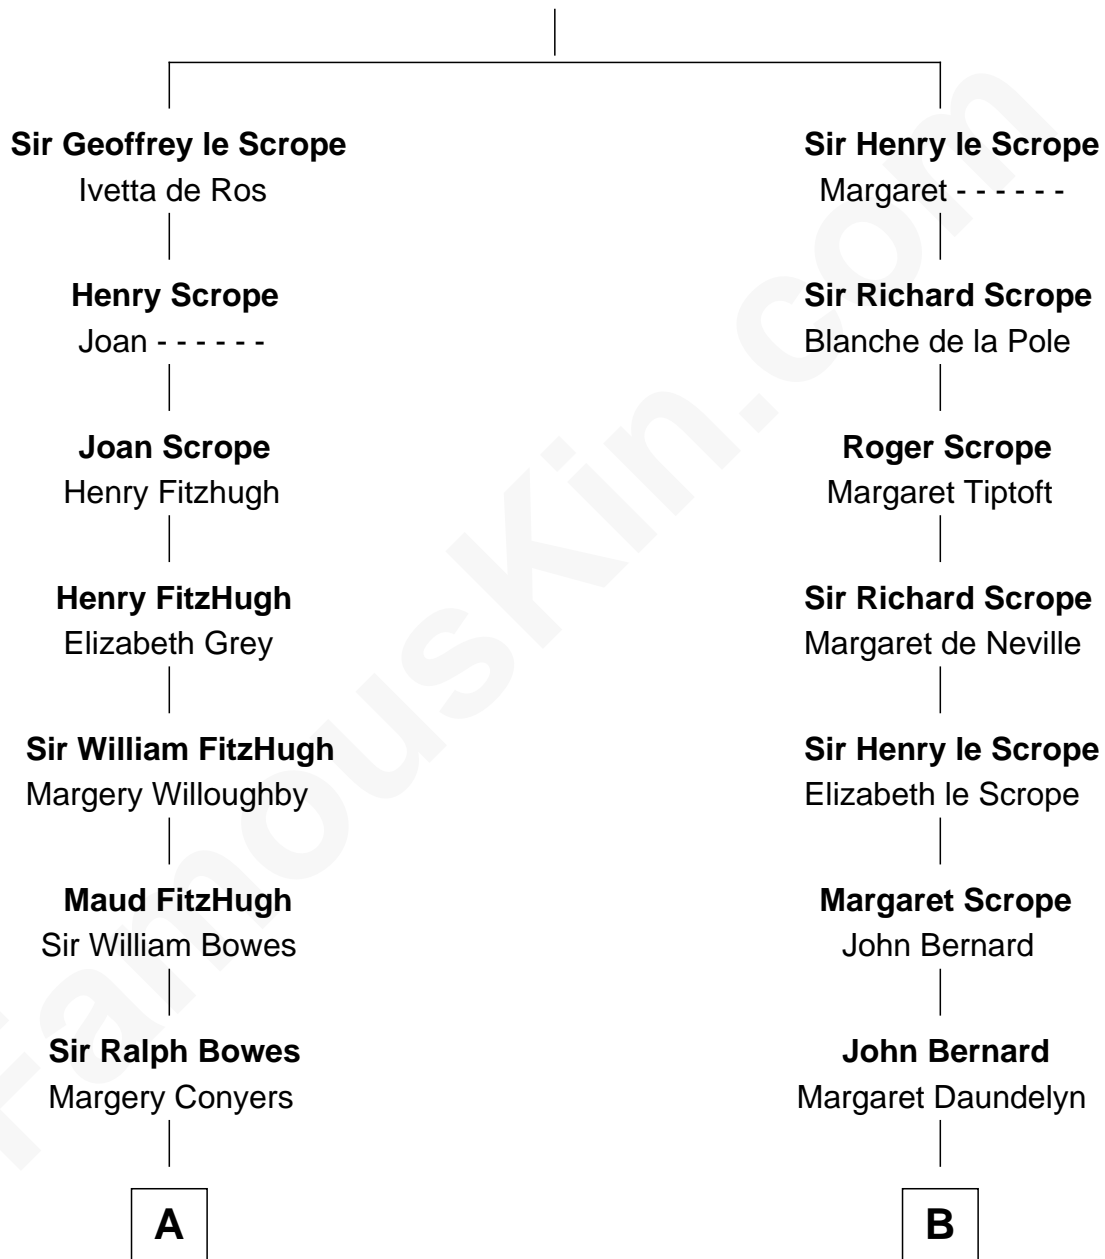 Sir Geoffrey le Scrope
Ivetta de Ros
Henry Scrope
Joan - - - - - -
Joan Scrope
Henry Fitzhugh
Henry FitzHugh
Elizabeth Grey
Sir William FitzHugh
Margery Willoughby
Maud FitzHugh
Sir William Bowes
Sir Ralph Bowes
Margery Conyers
A
Sir Henry le Scrope
Margaret - - - - - -
Sir Richard Scrope
Blanche de la Pole
Roger Scrope
Margaret Tiptoft
Sir Richard Scrope
Margaret de Neville
Sir Henry le Scrope
Elizabeth le Scrope
Margaret Scrope
John Bernard
John Bernard
Margaret Daundelyn
B
FamousKin.com